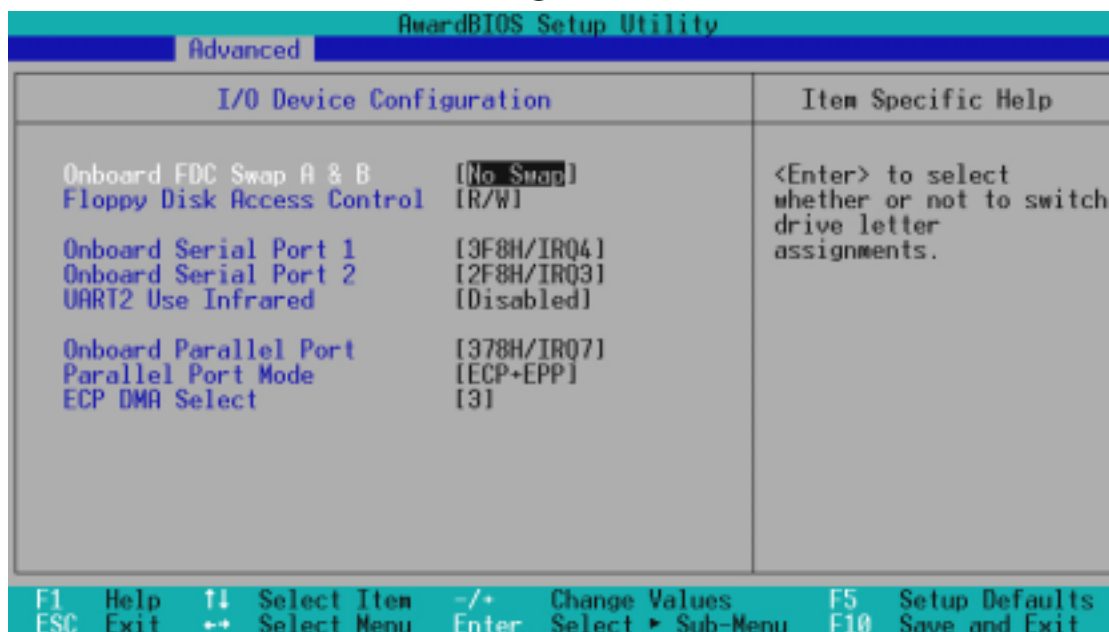 AwardBIOS Setup Utility
Advanced
I/O Device Configuration
Item Specific Help
Onboard FDC Swap A & B [No Swap]
Floppy Disk Access Control [R/W]
Onboard Serial Port 1 [3F8H/IRQ4]
Onboard Serial Port 2 [2F8H/IRQ3]
UART2 Use Infrared [Disabled]
Onboard Parallel Port [378H/IRQ7]
Parallel Port Mode [ECP+EPP]
ECP DMA Select [3]
<Enter> to select
whether or not to switch
drive letter
assignments.
F1 Help ↑↓ Select Item -/+ Change Values F5 Setup Defaults
ESC Exit ←→ Select Menu Enter Select ► Sub-Menu F10 Save and Exit